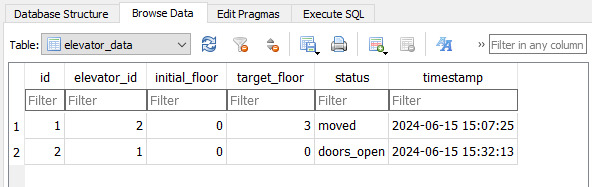 Database Structure Browse Data Edit Pragmas Execute SQL
Table: elevator_data » Filter in any column
id elevator_id initial_floor target_floor status timestamp
Filter Filter Filter Filter Filter Filter
1 1 2 0 3 moved 2024-06-15 15:07:25
2 2 1 0 0 doors_open 2024-06-15 15:32:13